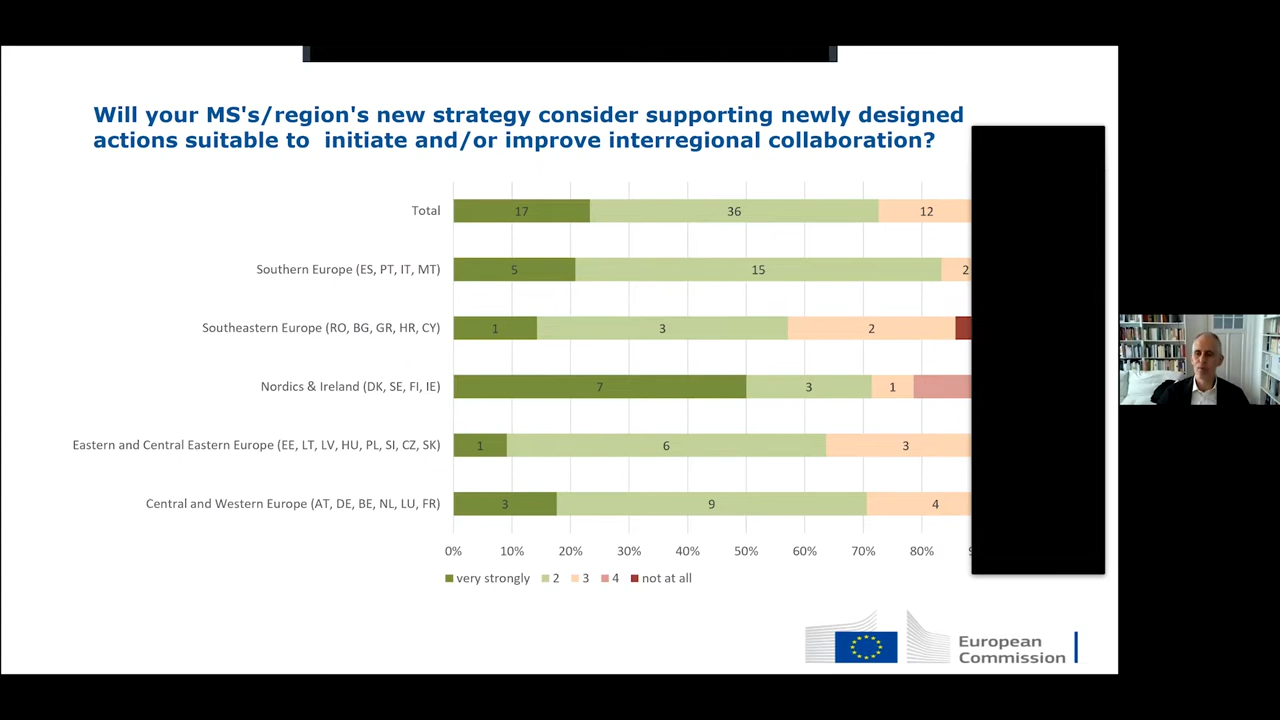 Will your MS's/region's new strategy consider supporting newly designed
actions suitable to initiate and/or improve interregional collaboration?
Total 17 36 12
Southern Europe (ES, PT, IT, MT) 5 15 2
Southeastern Europe (RO, BG, GR, HR, CY) 1 3 2
Nordics & Ireland (DK, SE, FI, IE) 7 3 1
Eastern and Central Eastern Europe (EE, LT, LV, HU, PL, SI, CZ, SK) 1 6 3
Central and Western Europe (AT, DE, BE, NL, LU, FR) 3 9 4
0% 10% 20% 30% 40% 50% 60% 70% 80%
very strongly 2 3 4 not at all
European
Commission